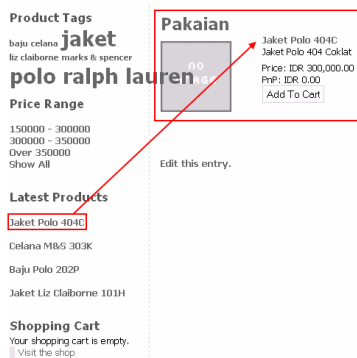 Product Tags
baju celana jaket
liz claiborne marks & spencer
polo ralph lauren
Price Range
150000 - 300000
300000 - 350000
Over 350000
Show All
Latest Products
Jaket Polo 404C
Celana M&S 303K
Baju Polo 202P
Jaket Liz Claiborne 101H
Shopping Cart
Your shopping cart is empty.
Visit the shop
Pakaian
NO
Jaket Polo 404C
Jaket Polo 404 Coklat
Price: IDR 300,000.00
PnP: IDR 0.00
Add To Cart
Edit this entry.